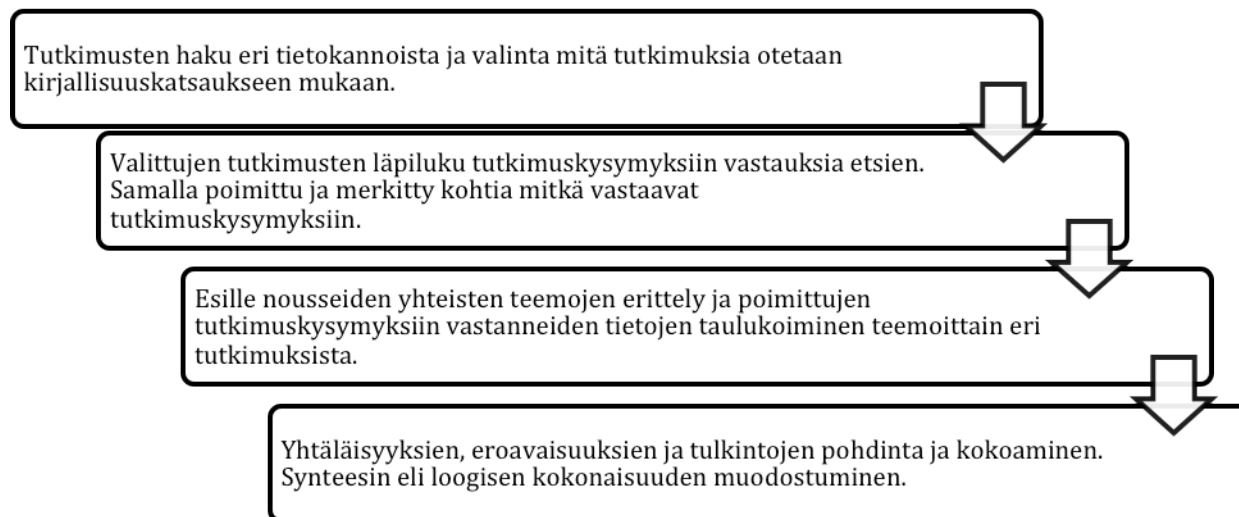 Tutkimusten haku eri tietokannoista ja valinta mitä tutkimuksia otetaan
kirjallisuuskatsaukseen mukaan.
Valittujen tutkimusten läpiluku tutkimuskysymyksiin vastauksia etsien.
Samalla poimittu ja merkitty kohtia mitkä vastaavat
tutkimuskysymyksiin.
Esille nousseiden yhteisten teemojen erittely ja poimittujen
tutkimuskysymyksiin vastanneiden tietojen taulukoiminen teemoittain eri
tutkimuksista.
Yhtäläisyyksien, eroavaisuuksien ja tulkintojen pohdinta ja kokoaminen.
Synteesin eli loogisen kokonaisuuden muodostuminen.